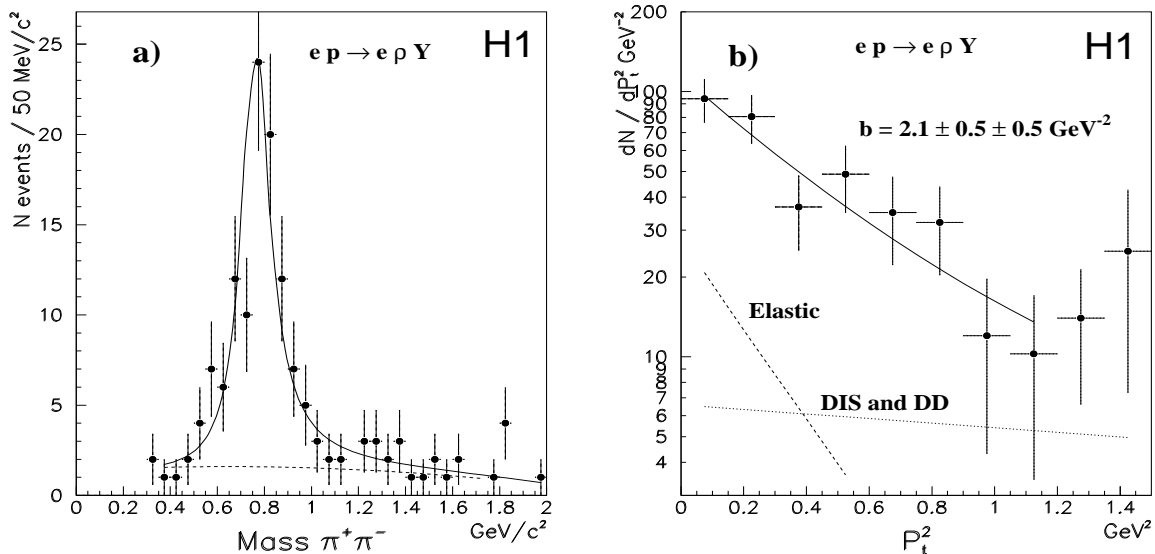 N events / 50 MeV/c²
25
20
15
10
5
0
a)
e p → e ρ Y
H1
0 0.2 0.4 0.6 0.8 1 1.2 1.4 1.6 1.8 2
GeV/c²
Mass π⁺π⁻
dN / dP_t² GeV⁻²
200
100
90
80
70
60
50
40
30
20
10
9
8
7
6
5
4
b)
e p → e ρ Y
H1
b = 2.1 ± 0.5 ± 0.5 GeV⁻²
Elastic
DIS and DD
0 0.2 0.4 0.6 0.8 1 1.2 1.4
GeV²
P_t²